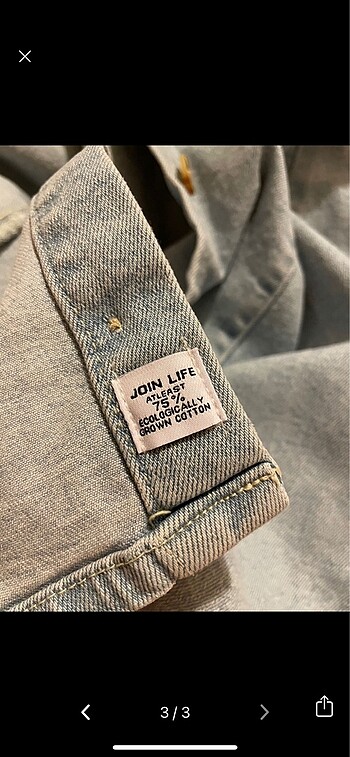 JOIN LIFE
ATLEAST
75%
ECOLOGICALLY
GROWN COTTON
3/3